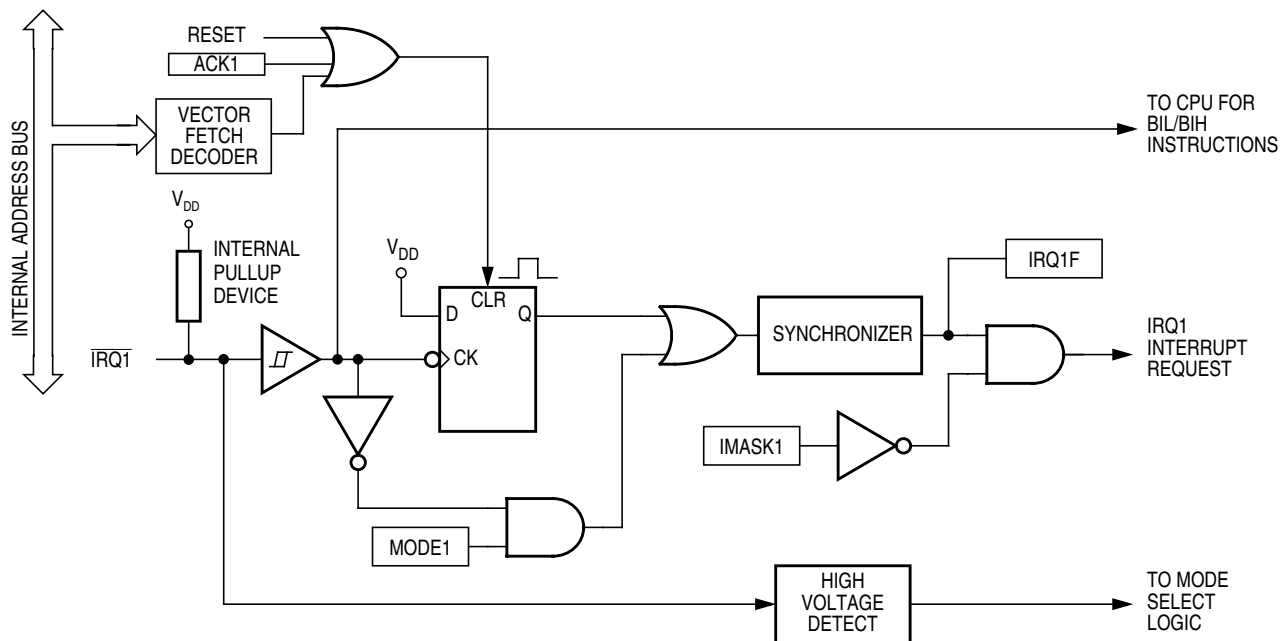 INTERNAL ADDRESS BUS
RESET
ACK1
VECTOR
FETCH
DECODER
TO CPU FOR
BIL/BIH
INSTRUCTIONS
VDD
INTERNAL
PULLUP
DEVICE
VDD
CLR
D
Q
CK
IRQ1
SYNCHRONIZER
IRQ1F
IRQ1
INTERRUPT
REQUEST
IMASK1
MODE1
HIGH
VOLTAGE
DETECT
TO MODE
SELECT
LOGIC